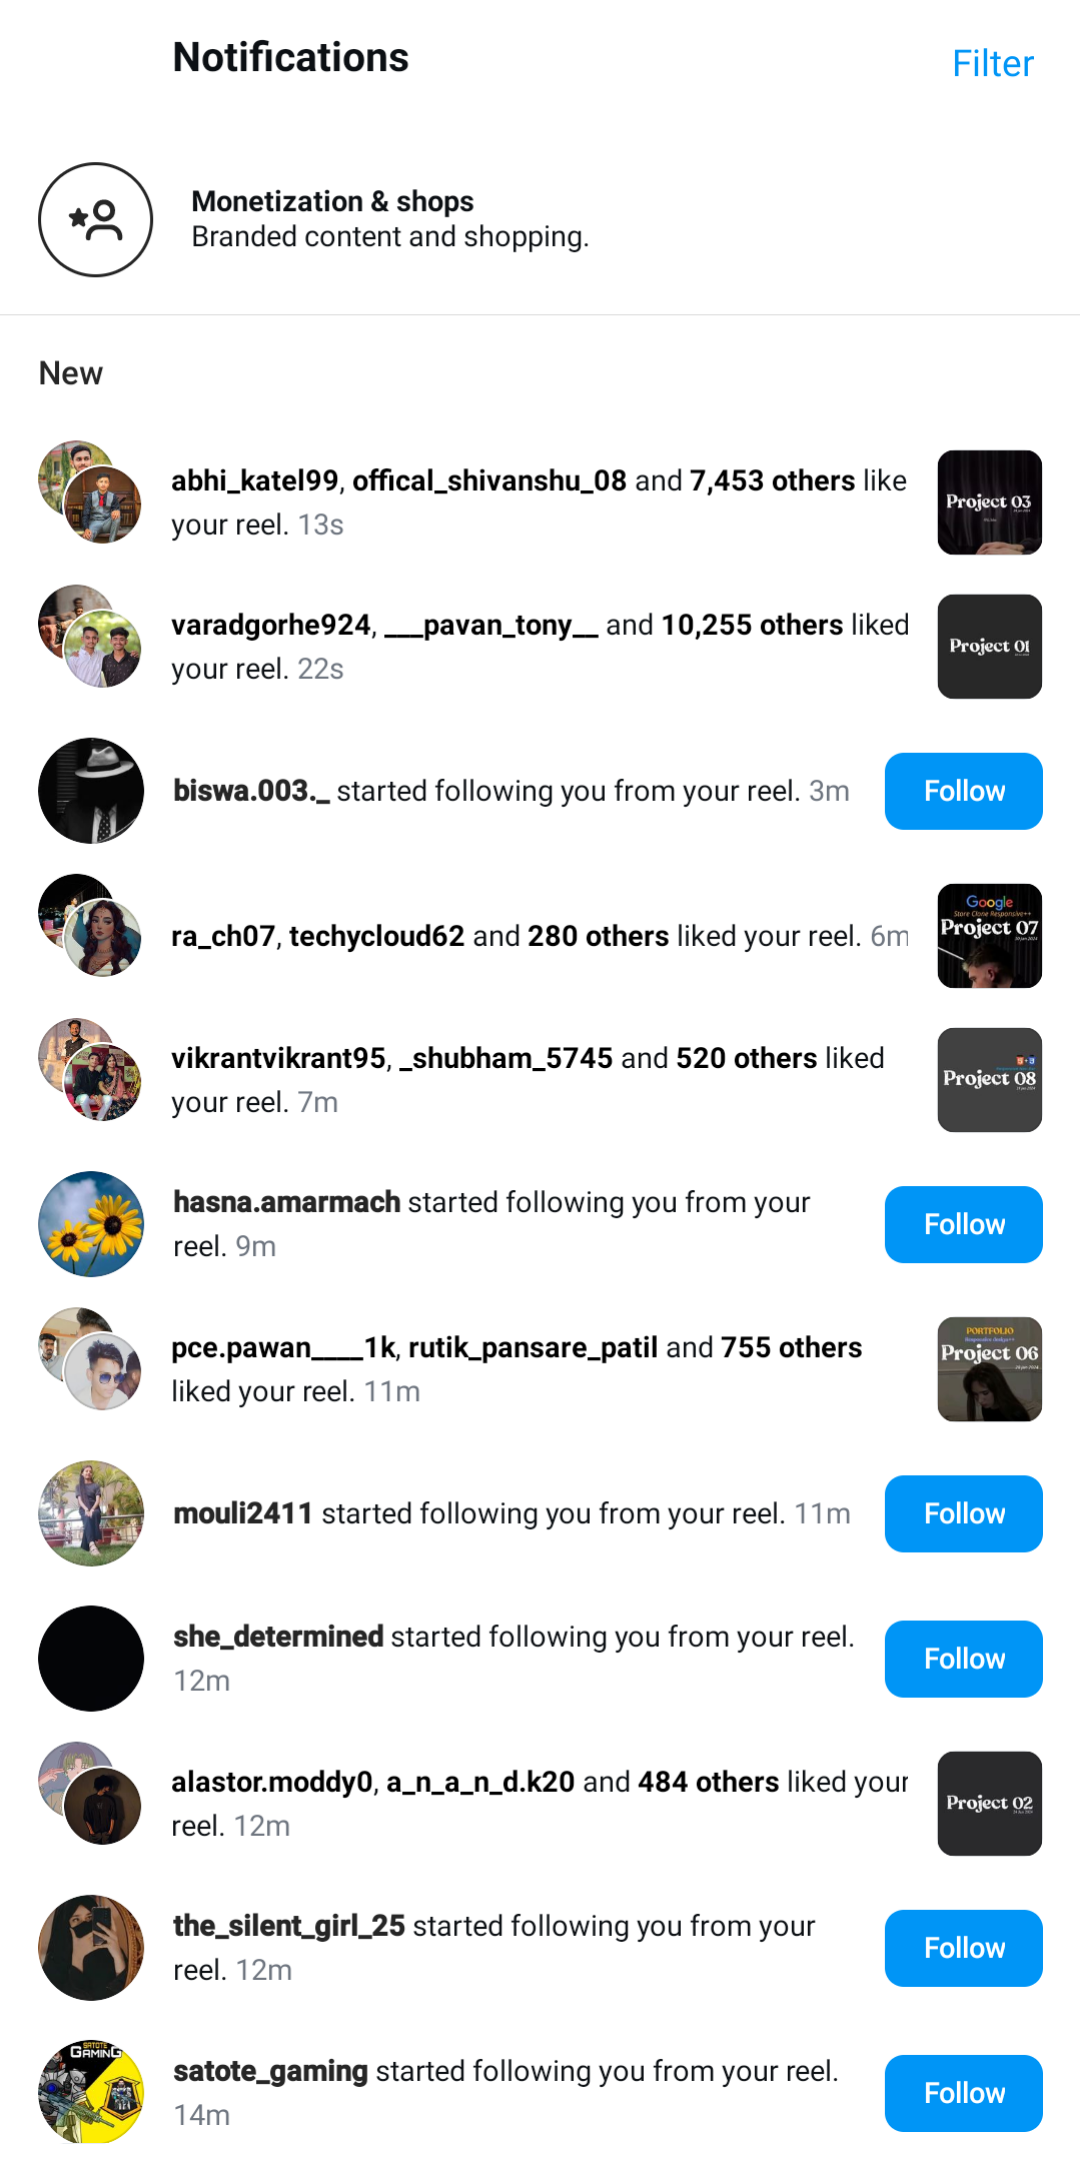 Notifications
Filter
Monetization & shops
Branded content and shopping.
New
abhi_katel99, offical_shivanshu_08 and 7,453 others like
your reel. 13s
Project 03
varadgorhe924, ___pavan_tony__ and 10,255 others liked
your reel. 22s
Project 01
biswa.003._ started following you from your reel. 3m
Follow
ra_ch07, techycloud62 and 280 others liked your reel. 6m
Google
Store Clone Responsive++
Project 07
vikrantvikrant95, _shubham_5745 and 520 others liked
your reel. 7m
Project 08
hasna.amarmach started following you from your
reel. 9m
Follow
pce.pawan____1k, rutik_pansare_patil and 755 others
liked your reel. 11m
PORTFOLIO
Project 06
mouli2411 started following you from your reel. 11m
Follow
she_determined started following you from your reel.
12m
Follow
alastor.moddy0, a_n_a_n_d.k20 and 484 others liked your
reel. 12m
Project 02
the_silent_girl_25 started following you from your
reel. 12m
Follow
SATOTE
GAMING
satote_gaming started following you from your reel.
14m
Follow